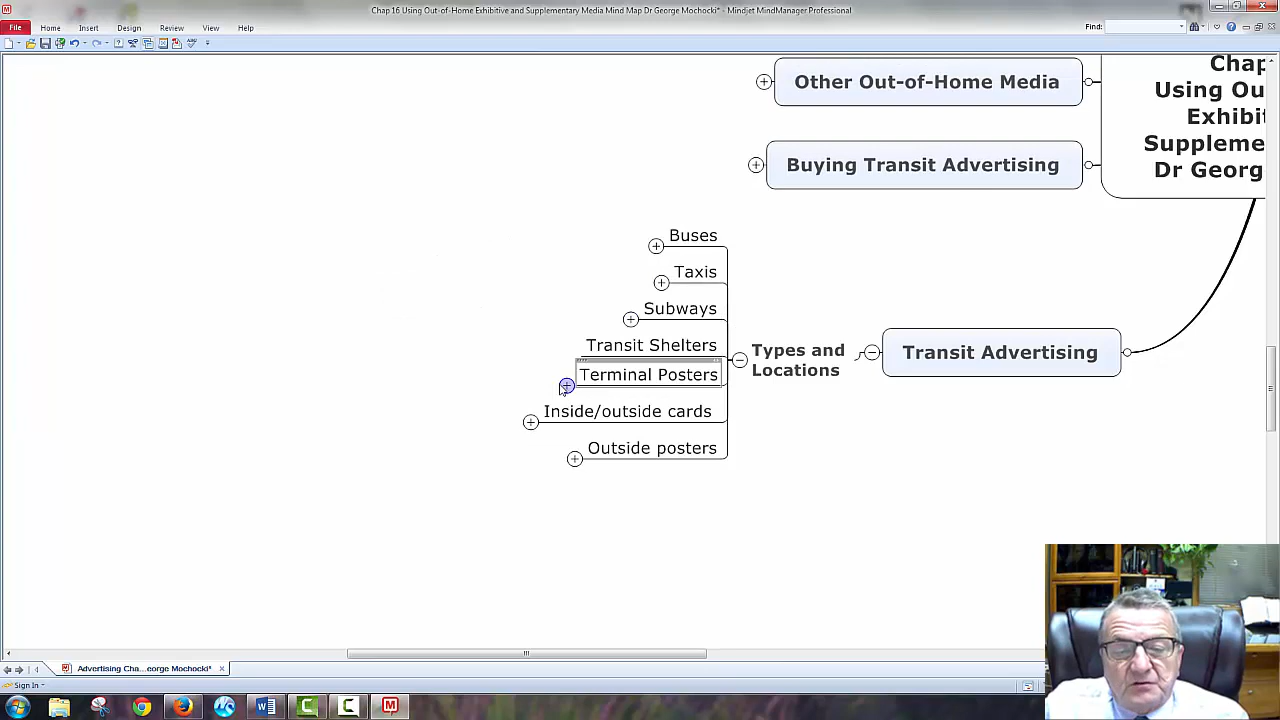 Chap 16 Using Out-of-Home Exhibitive and Supplementary Media Mind Map Dr George Mochocki* - Mindjet MindManager Professional
File Home Insert Design Review View Help
Find:
Other Out-of-Home Media
Chap
Using Ou
Exhibit
Suppleme
Dr Georg
Buying Transit Advertising
Buses
Taxis
Subways
Transit Shelters
Terminal Posters
Inside/outside cards
Outside posters
Types and
Locations
Transit Advertising
Advertising Cha...eorge Mochocki*
Sign In